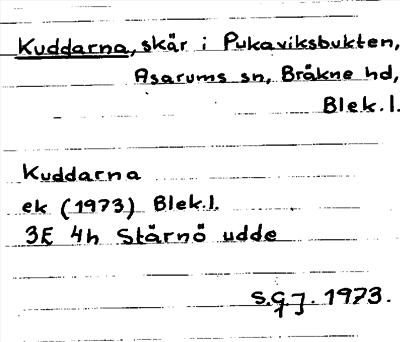 Kuddarna, skär i Pukaviksbukten,
Asarums sn, Bräkne hd,
Blek.l.
Kuddarna
ek (1973) Blek.l.
3E 4h Stärnö udde
S.G.J. 1973.